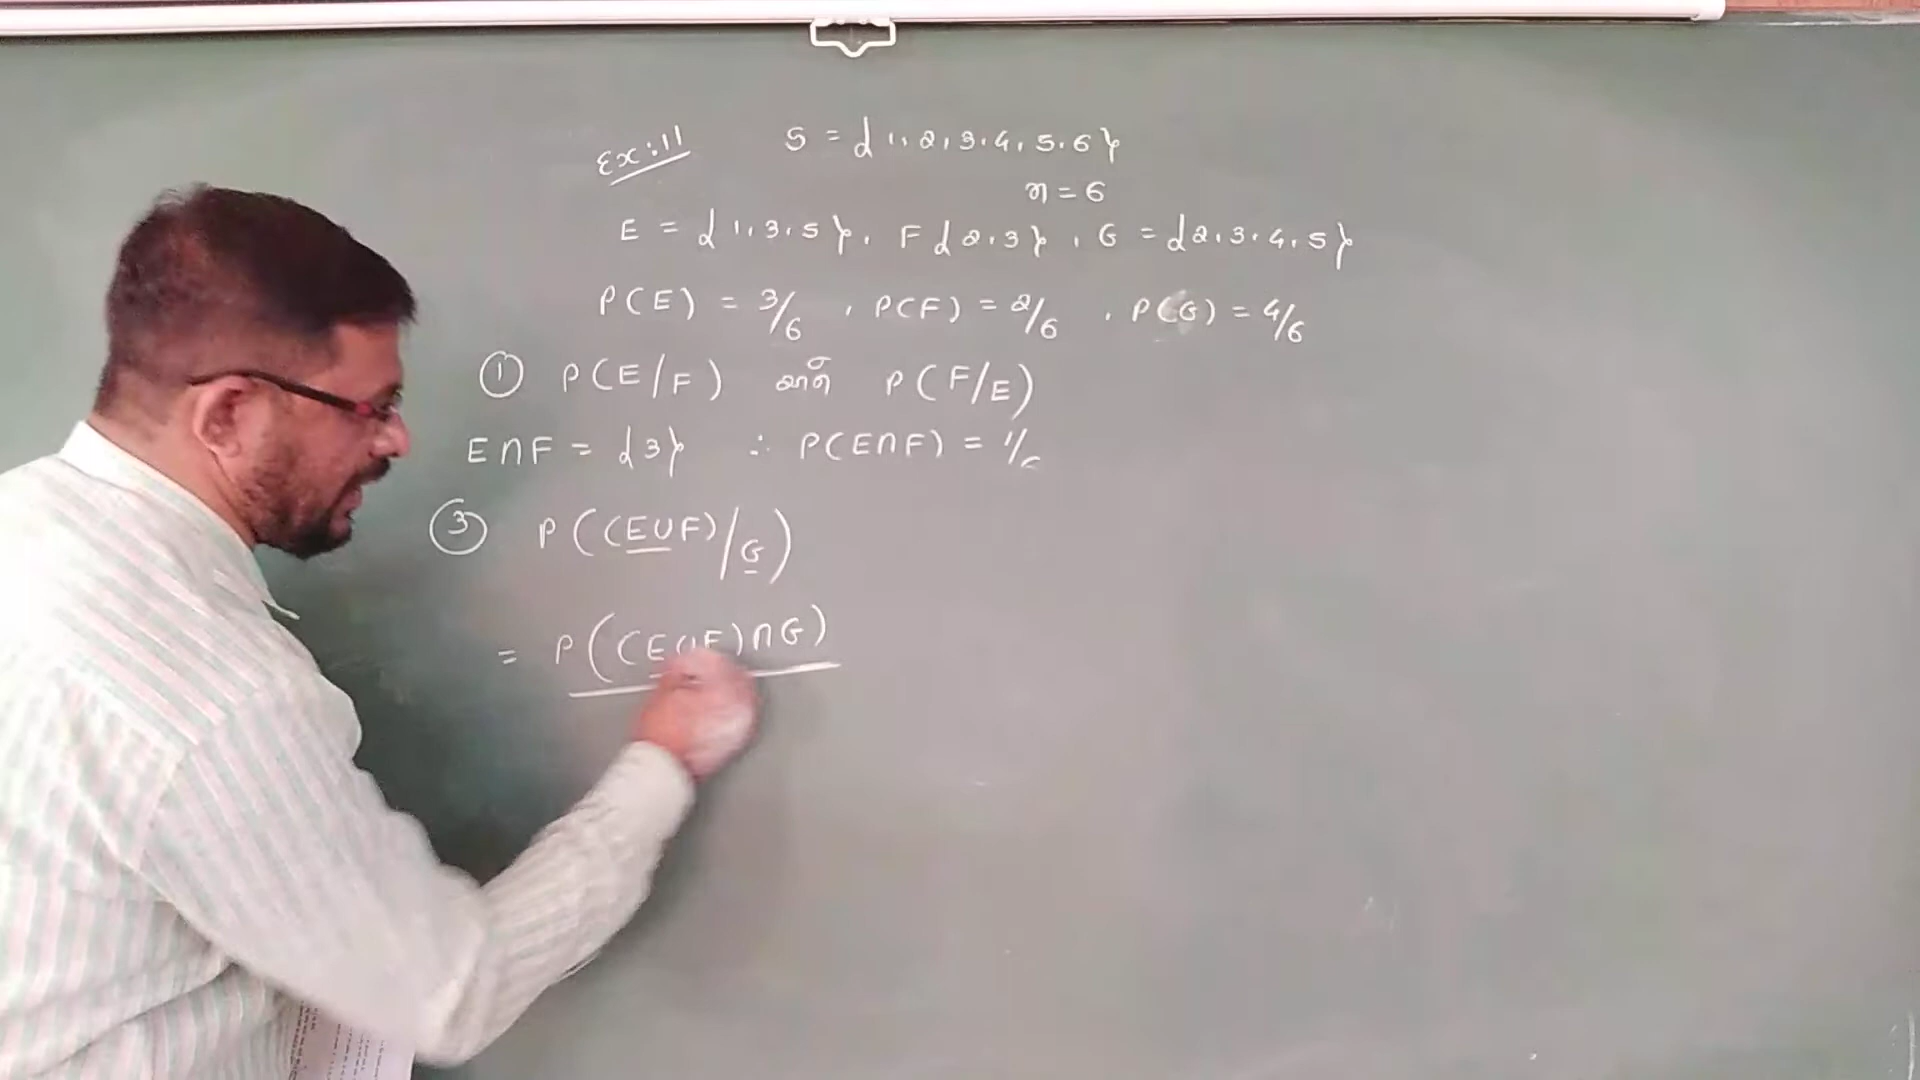 Ex:11 S = {1,2,3,4,5,6}
n = 6
E = {1,3,5}, F{2,3}, G = {2,3,4,5}
P(E) = 3/6, P(F) = 2/6, P(G) = 4/6
① P(E/F) અને P(F/E)
E∩F = {3} ∴ P(E∩F) = 1/6
③ P((E∪F)/G)
= P((E∪F)∩G)